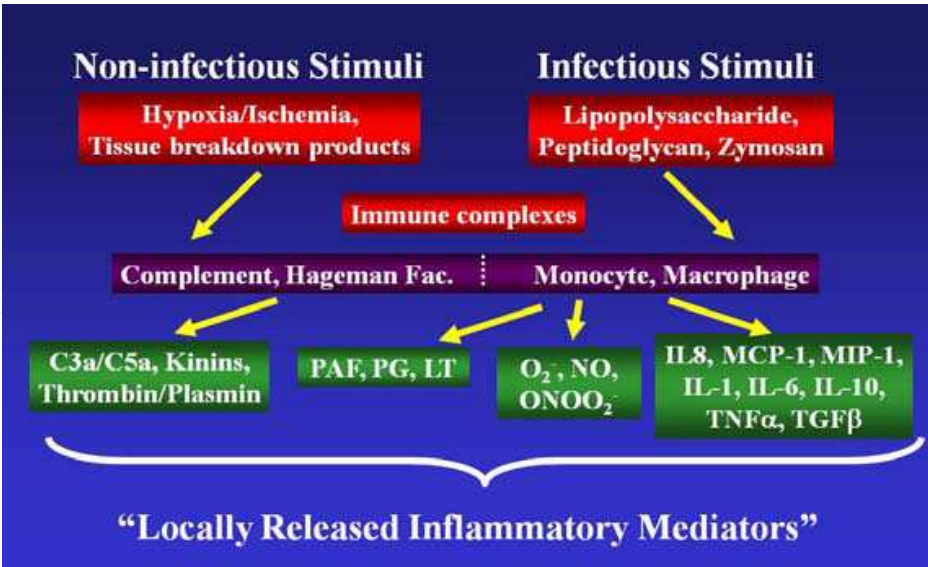 Non-infectious Stimuli
Infectious Stimuli
Hypoxia/Ischemia,
Tissue breakdown products
Lipopolysaccharide,
Peptidoglycan, Zymosan
Immune complexes
Complement, Hageman Fac.
Monocyte, Macrophage
C3a/C5a, Kinins,
Thrombin/Plasmin
PAF, PG, LT
O₂⁻, NO,
ONOO₂⁻
IL8, MCP-1, MIP-1,
IL-1, IL-6, IL-10,
TNFα, TGFβ
“Locally Released Inflammatory Mediators”